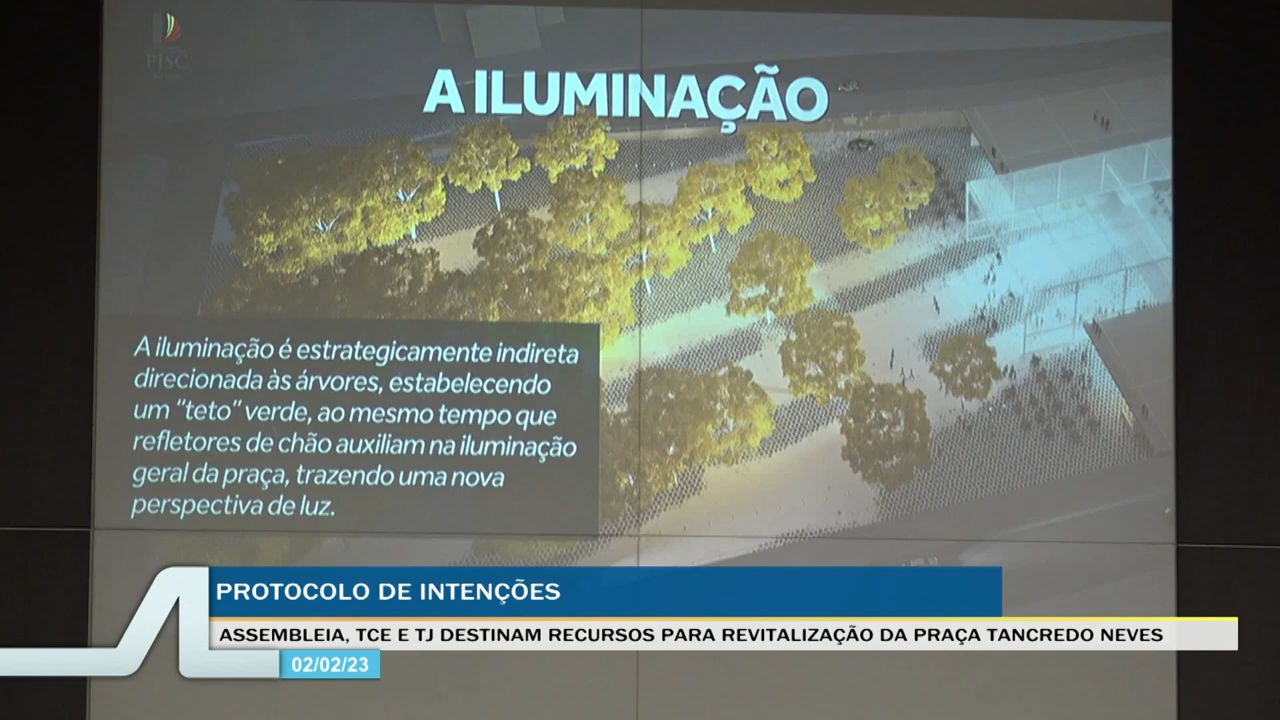 PJSC
A ILUMINAÇÃO
A iluminação é estrategicamente indireta
direcionada às árvores, estabelecendo
um "teto" verde, ao mesmo tempo que
refletores de chão auxiliam na iluminação
geral da praça, trazendo uma nova
perspectiva de luz.
PROTOCOLO DE INTENÇÕES
ASSEMBLEIA, TCE E TJ DESTINAM RECURSOS PARA REVITALIZAÇÃO DA PRAÇA TANCREDO NEVES
02/02/23